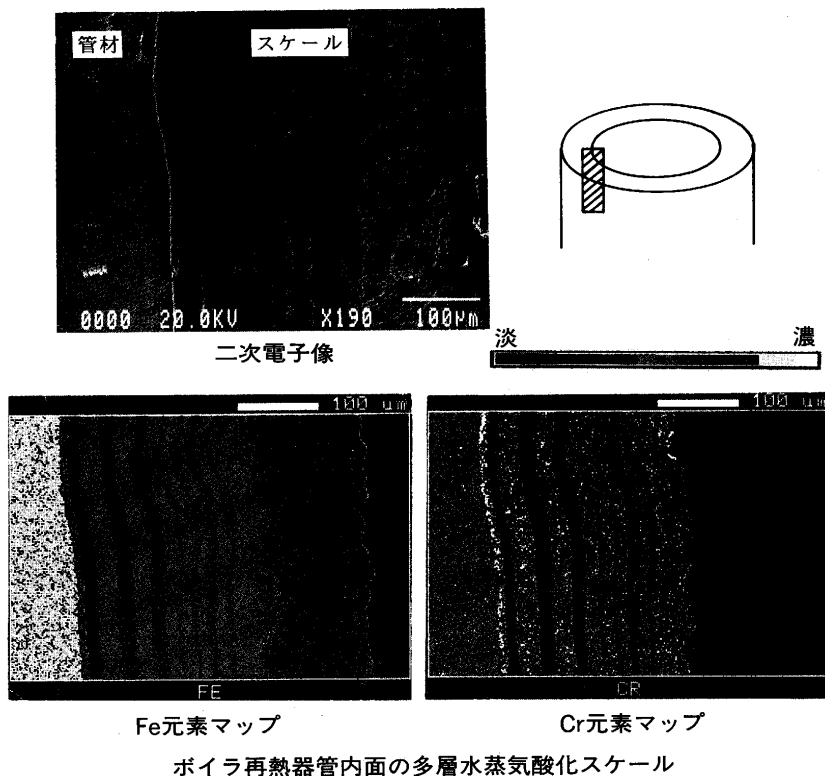 管材
スケール
0000 20.0KV X190 100μm
二次電子像
淡 濃
100 um
FE
Fe元素マップ
100 um
CR
Cr元素マップ
ボイラ再熱器管内面の多層水蒸気酸化スケール